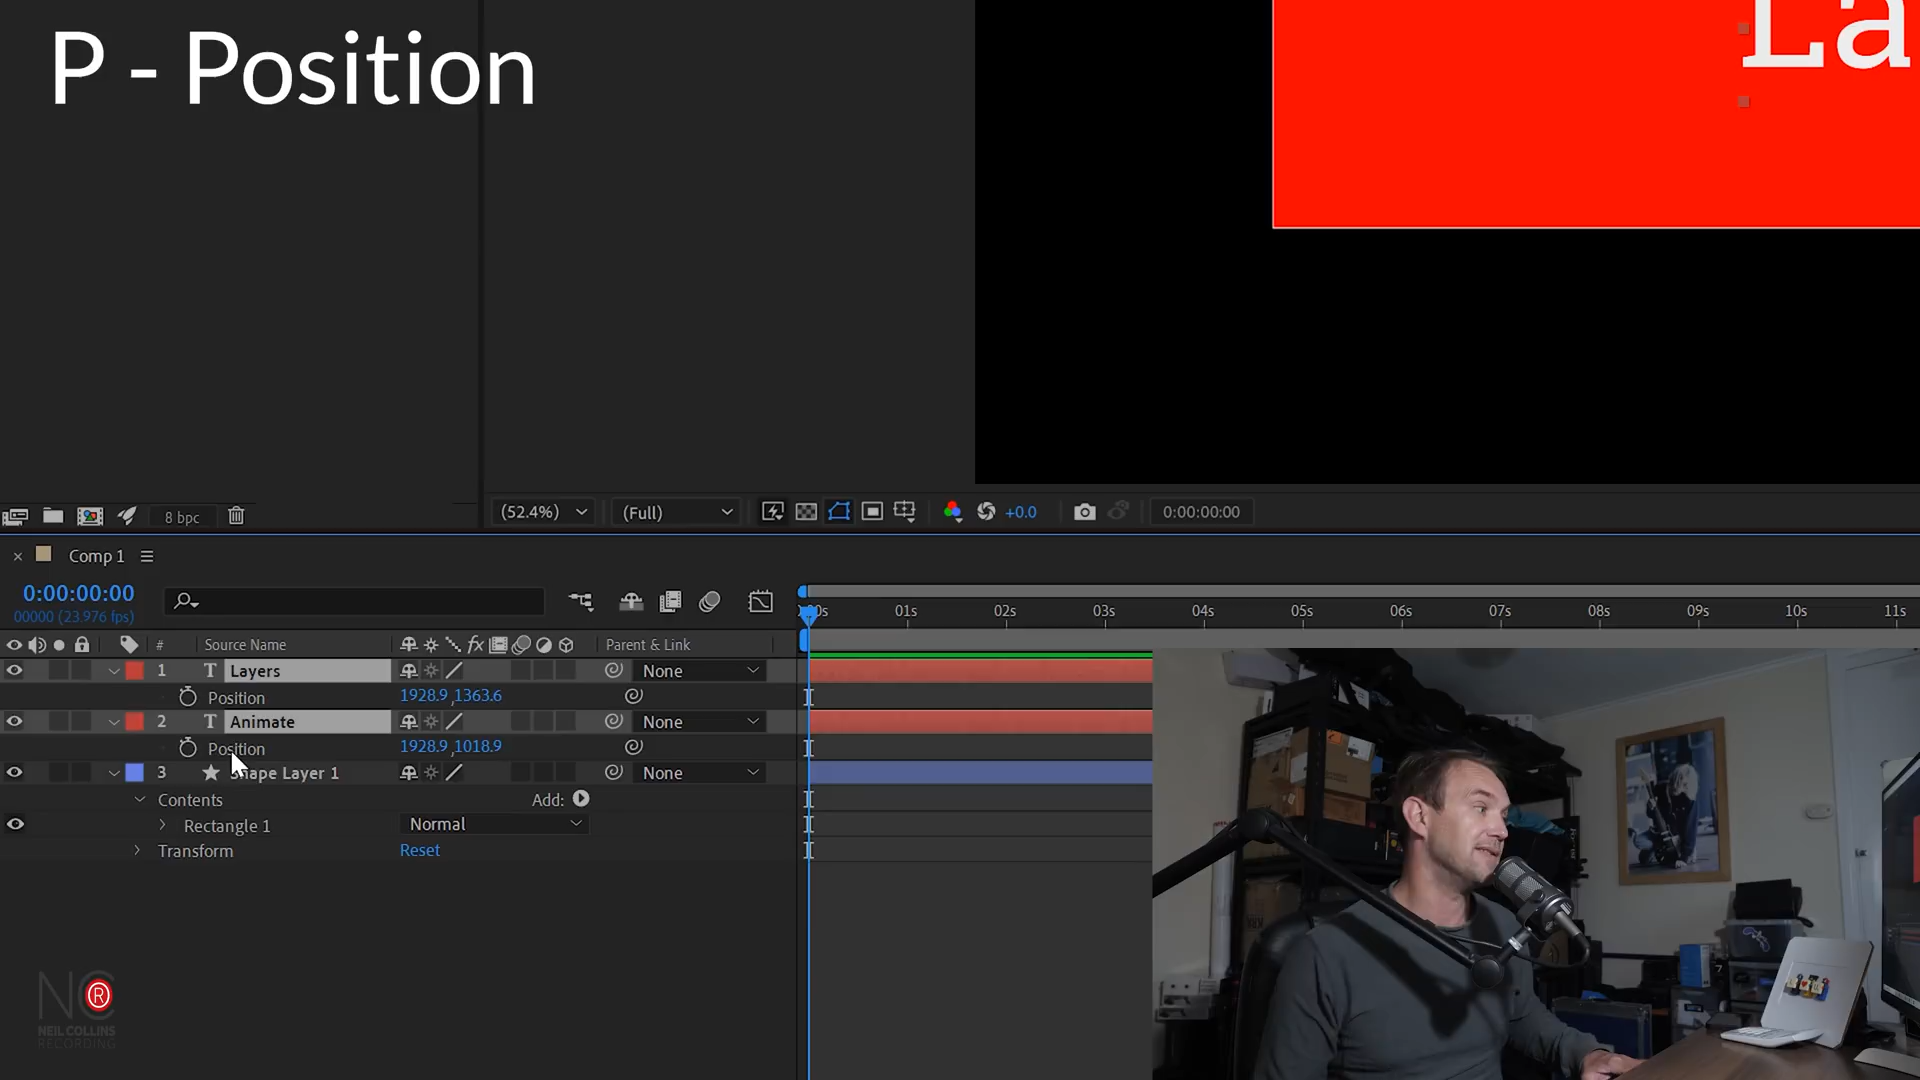 P - Position
La
8 bpc
(52.4%)
(Full)
+0.0
0:00:00:00
Comp 1
0:00:00:00
00000 (23.976 fps)
01s 02s 03s 04s 05s 06s 07s 08s 09s 10s 11s
# Source Name fx Parent & Link
1 T Layers None
Position 1928.9 ,1363.6
2 T Animate None
Position 1928.9 ,1018.9
3 Shape Layer 1 None
Contents Add:
Rectangle 1 Normal
Transform Reset
NC R
NEIL COLLINS
RECORDING